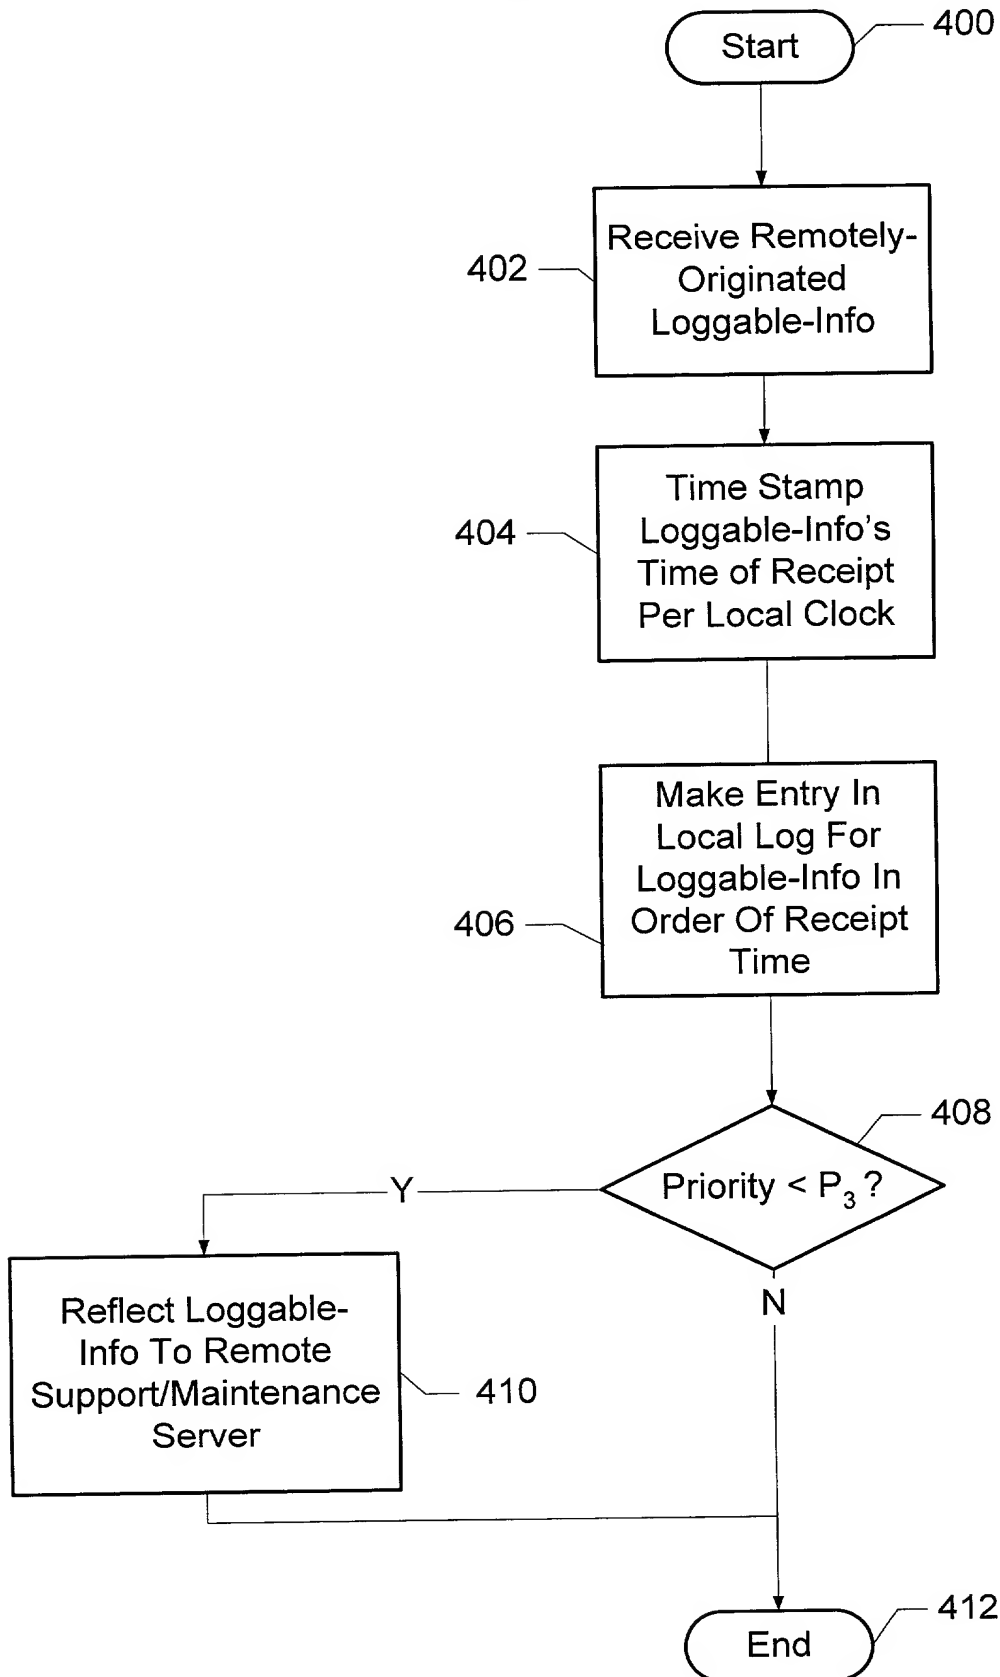 Start
400
Receive Remotely-
Originated
Loggable-Info
402
Time Stamp
Loggable-Info's
Time of Receipt
Per Local Clock
404
Make Entry In
Local Log For
Loggable-Info In
Order Of Receipt
Time
406
408
Priority < P3 ?
Y
N
Reflect Loggable-
Info To Remote
Support/Maintenance
Server
410
412
End